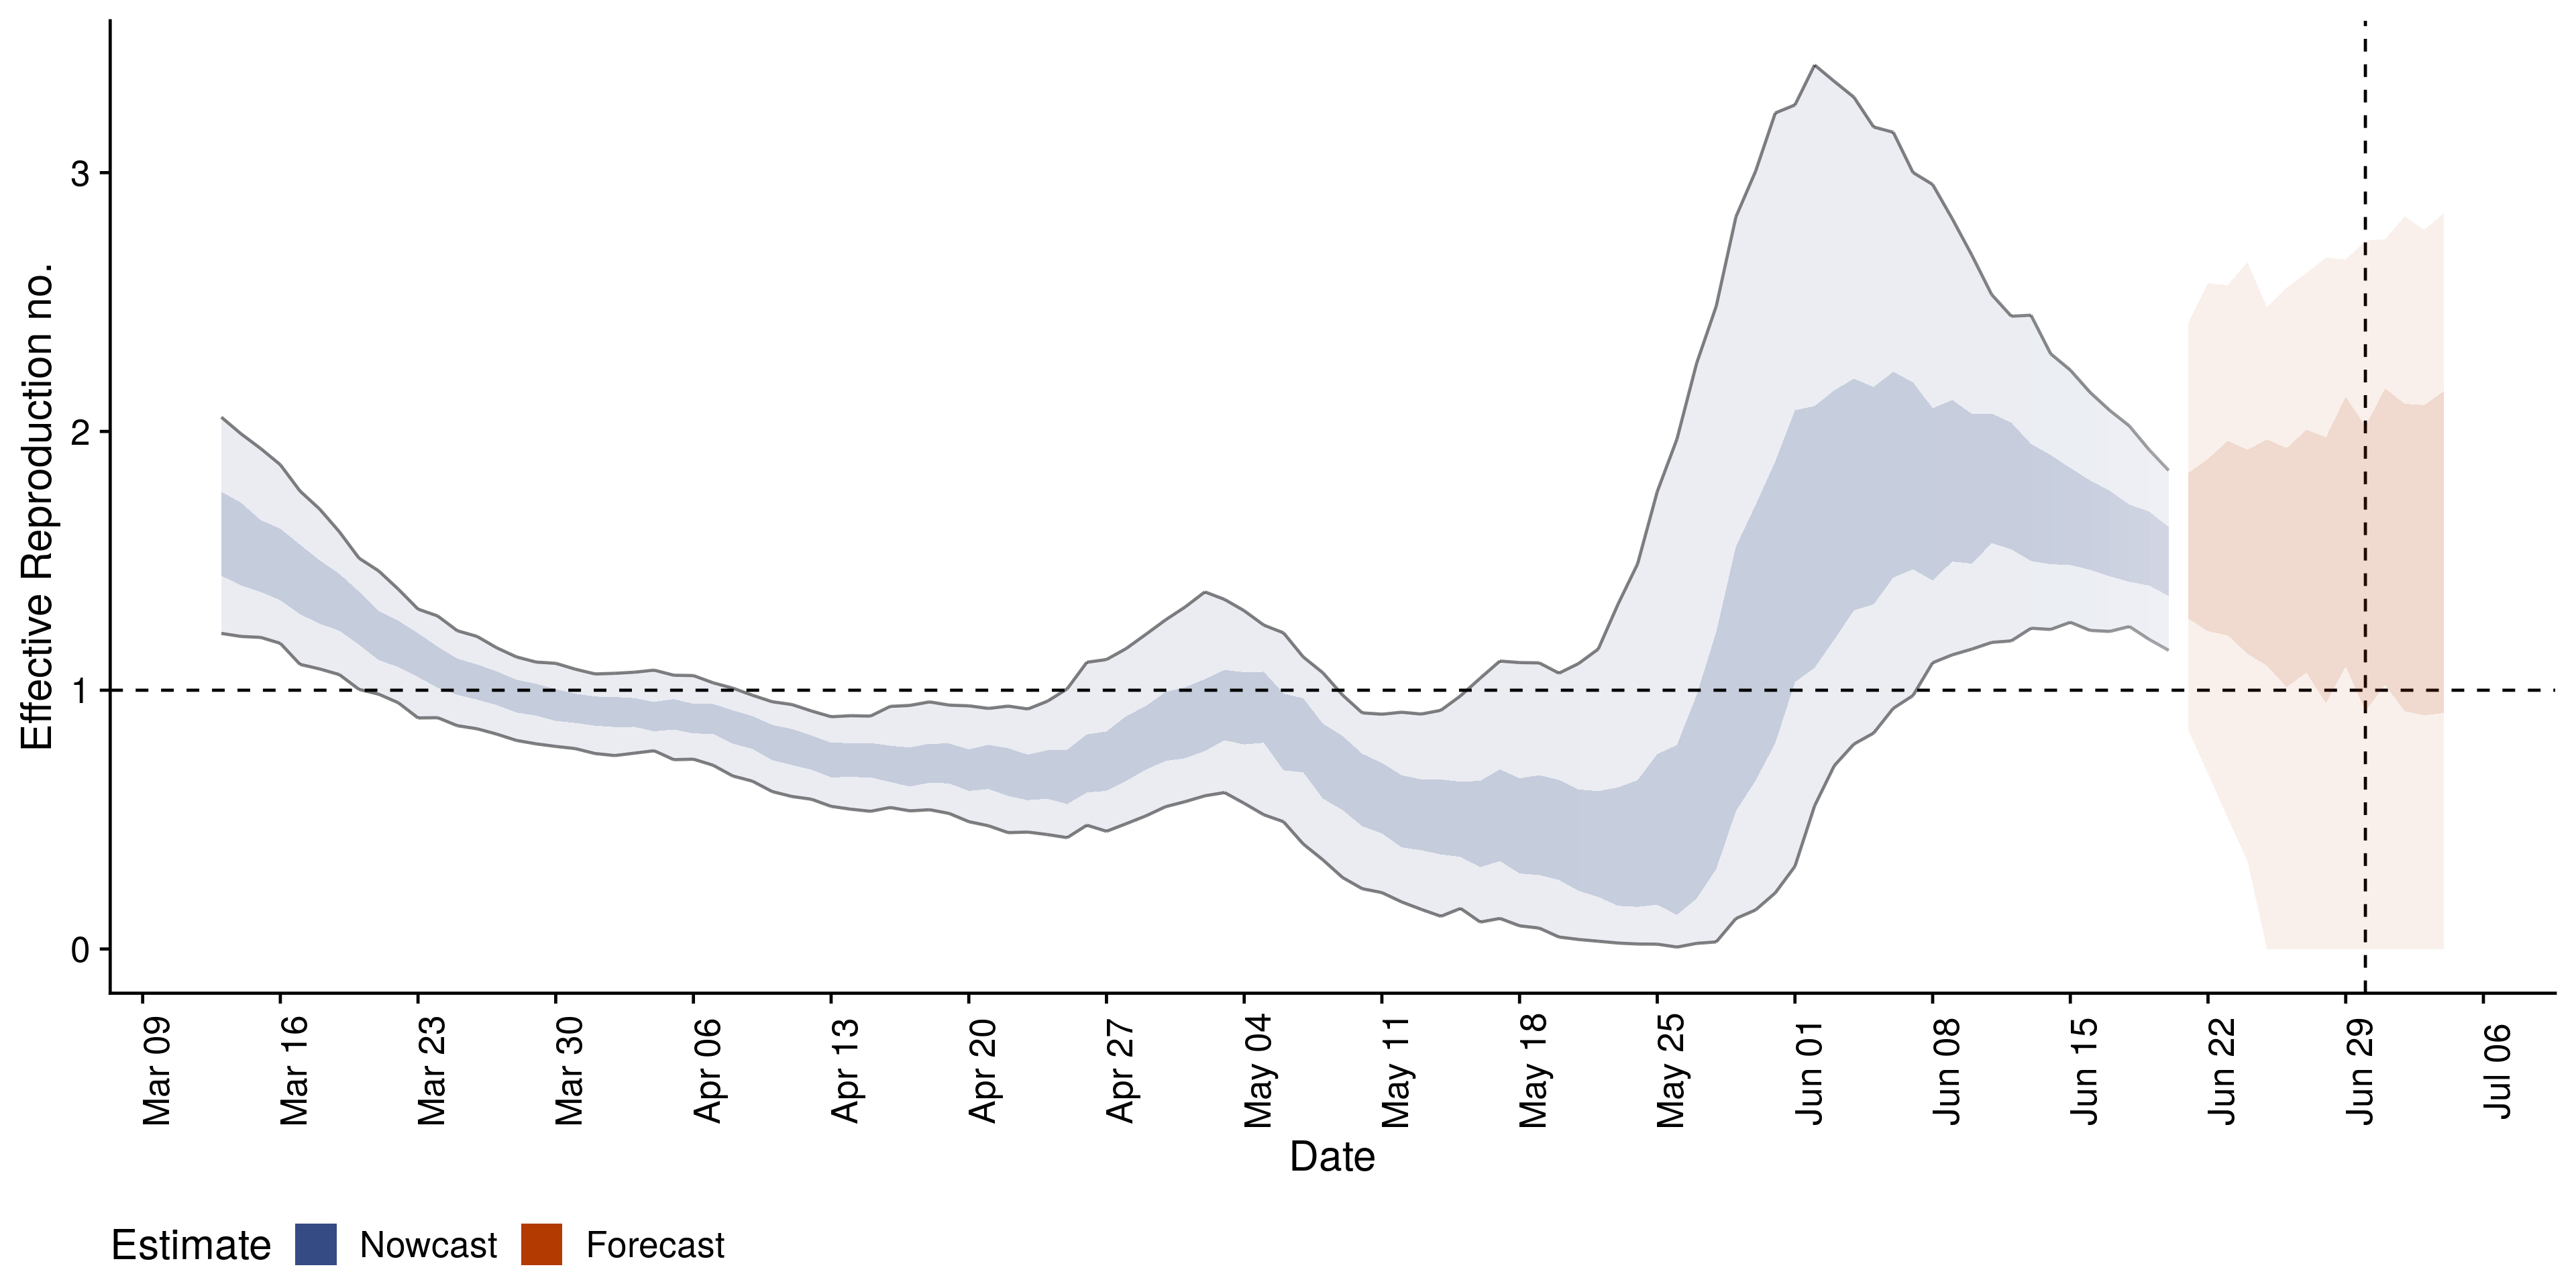 Effective Reproduction no.
3
2
1
0
Mar 09
Mar 16
Mar 23
Mar 30
Apr 06
Apr 13
Apr 20
Apr 27
May 04
May 11
May 18
May 25
Jun 01
Jun 08
Jun 15
Jun 22
Jun 29
Jul 06
Date
Estimate Nowcast Forecast